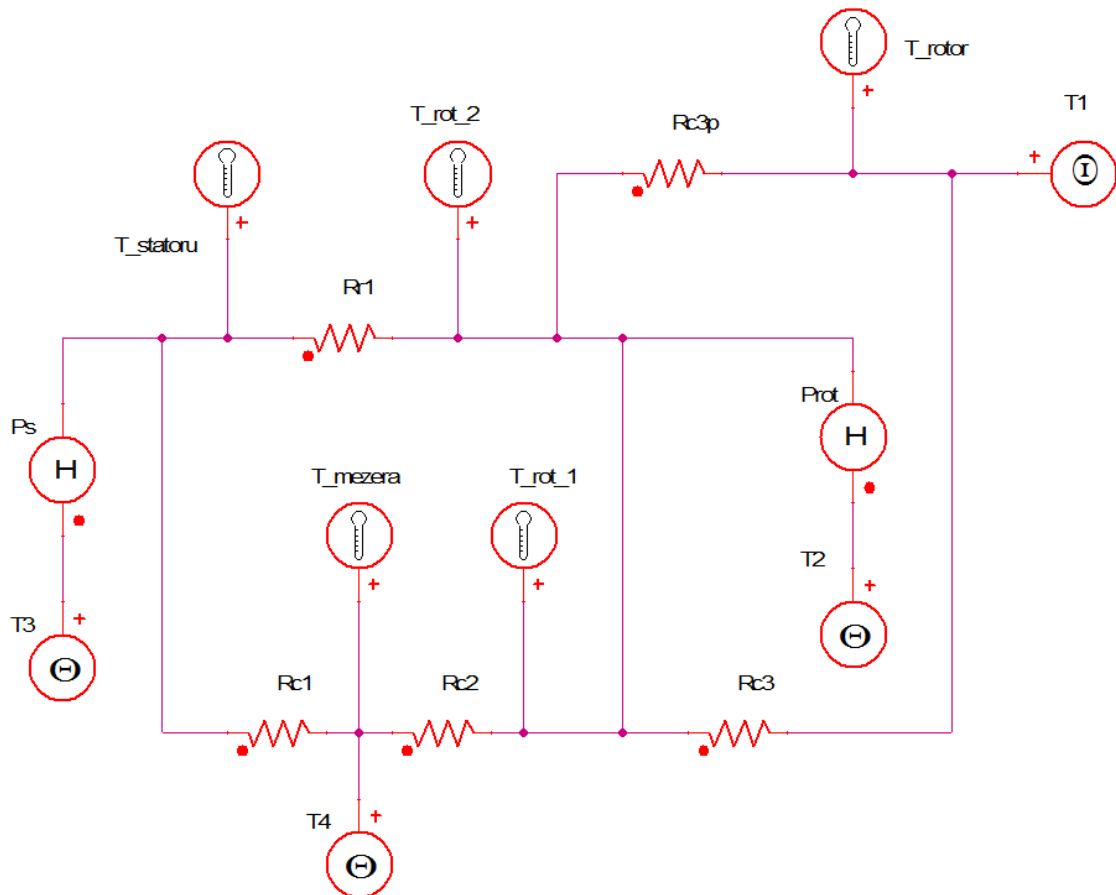 T_rotor
T_rot_2
Rc3p
T1
+
Θ
+
+
+
T_statoru
Rr1
Ps
H
Prot
H
T_mezera
T_rot_1
T2
+
+
+
+
T3
Θ
Θ
Rc1
Rc2
Rc3
T4
+
Θ